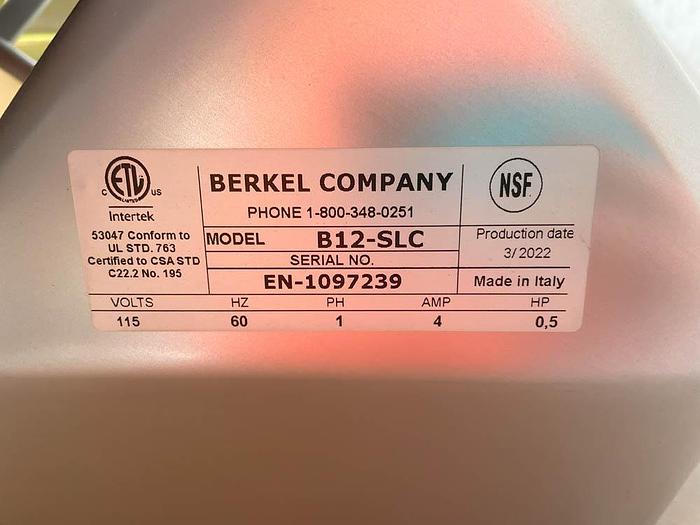 C ETL US
LISTED
Intertek
53047 Conform to
UL STD. 763
Certified to CSA STD
C22.2 No. 195
BERKEL COMPANY
PHONE 1-800-348-0251
MODEL B12-SLC
SERIAL NO.
EN-1097239
NSF
Production date
3/2022
Made in Italy
VOLTS HZ PH AMP HP
115 60 1 4 0,5